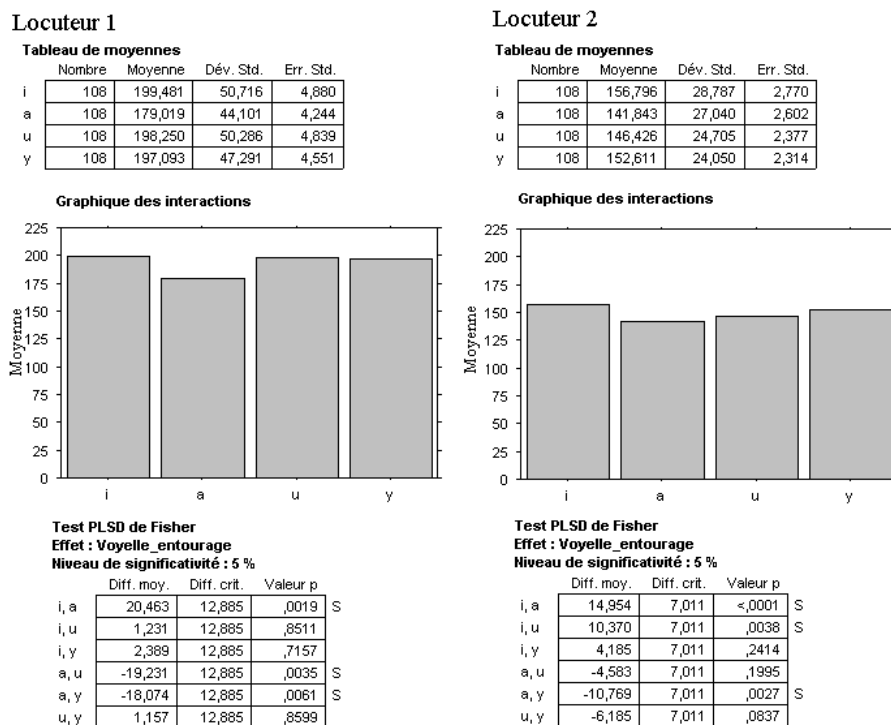 Locuteur 1
Tableau de moyennes
Nombre Moyenne Dév. Std. Err. Std.
i 108 199,481 50,716 4,880
a 108 179,019 44,101 4,244
u 108 198,250 50,286 4,839
y 108 197,093 47,291 4,551
Graphique des interactions
Moyenne
225
200
175
150
125
100
75
50
25
0
i a u y
Test PLSD de Fisher
Effet : Voyelle_entourage
Niveau de significativité : 5 %
Diff. moy. Diff. crit. Valeur p
i, a 20,463 12,885 ,0019 S
i, u 1,231 12,885 ,8511
i, y 2,389 12,885 ,7157
a, u -19,231 12,885 ,0035 S
a, y -18,074 12,885 ,0061 S
u, y 1,157 12,885 ,8599
Locuteur 2
Tableau de moyennes
Nombre Moyenne Dév. Std. Err. Std.
i 108 156,796 28,787 2,770
a 108 141,843 27,040 2,602
u 108 146,426 24,705 2,377
y 108 152,611 24,050 2,314
Graphique des interactions
Moyenne
225
200
175
150
125
100
75
50
25
0
i a u y
Test PLSD de Fisher
Effet : Voyelle_entourage
Niveau de significativité : 5 %
Diff. moy. Diff. crit. Valeur p
i, a 14,954 7,011 <,0001 S
i, u 10,370 7,011 ,0038 S
i, y 4,185 7,011 ,2414
a, u -4,583 7,011 ,1995
a, y -10,769 7,011 ,0027 S
u, y -6,185 7,011 ,0837